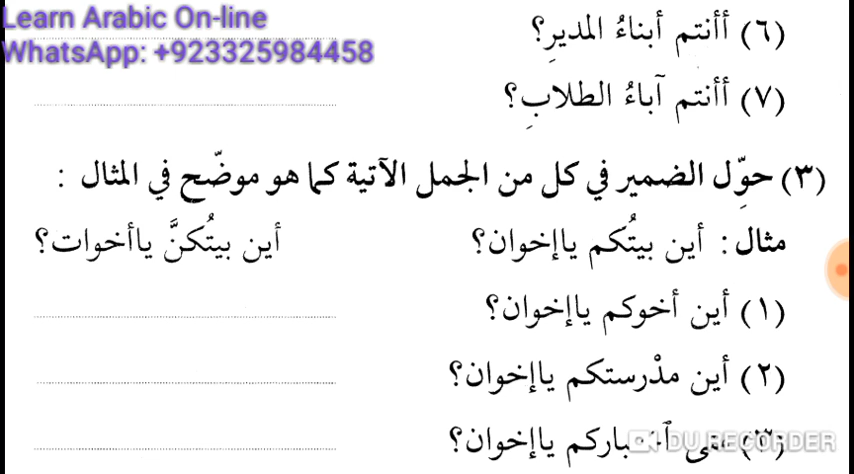 Learn Arabic On-line
WhatsApp: +923325984458
(٦) أأنتم أبناءُ المديرِ؟
(٧) أأنتم آباءُ الطلابِ؟
(٣) حوِّل الضمير في كل من الجمل الآتية كما هو موضّح في المثال :
مثال : أين بيتُكم ياإخوان؟ أين بيتُكنَّ ياأخوات؟
(١) أين أخوكم ياإخوان؟
(٢) أين مدْرستكم ياإخوان؟
(٣) متى ياإخوان؟
DU RECORDER